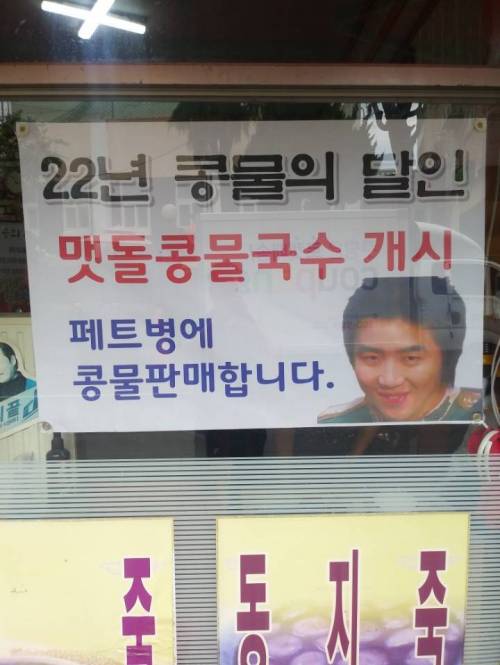 22년 콩물의 달인
맷돌콩물국수 개시
페트병에
콩물판매합니다.
죽
동지죽